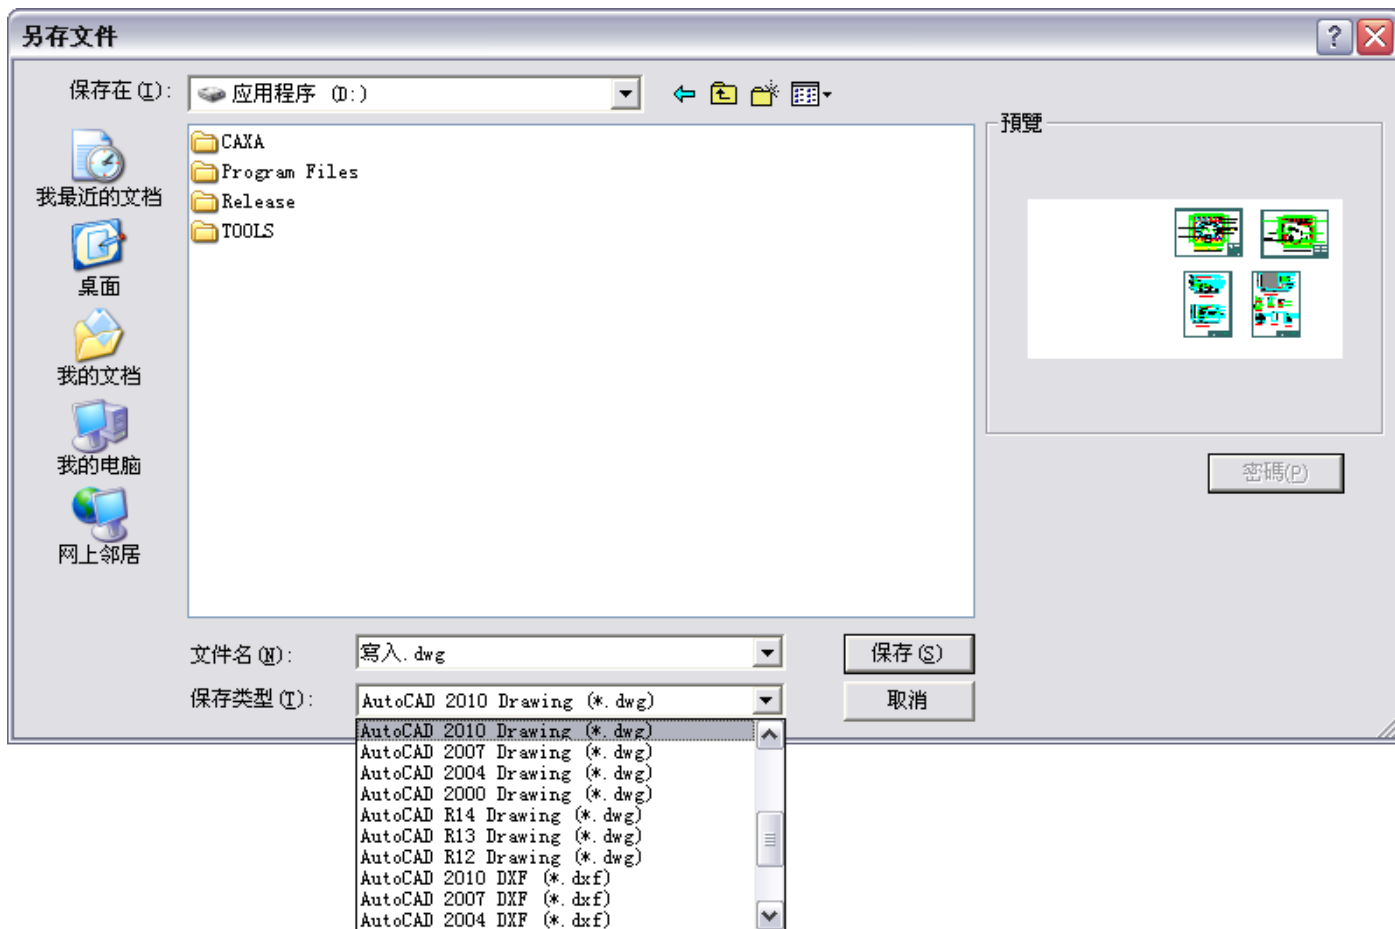 另存文件
保存在(I):
应用程序 (D:)
預覽
CAXA
Program Files
Release
TOOLS
我最近的文档
桌面
我的文档
我的电脑
网上邻居
密碼(P)
文件名(N):
寫入.dwg
保存(S)
保存类型(T):
AutoCAD 2010 Drawing (*.dwg)
取消
AutoCAD 2010 Drawing (*.dwg)
AutoCAD 2007 Drawing (*.dwg)
AutoCAD 2004 Drawing (*.dwg)
AutoCAD 2000 Drawing (*.dwg)
AutoCAD R14 Drawing (*.dwg)
AutoCAD R13 Drawing (*.dwg)
AutoCAD R12 Drawing (*.dwg)
AutoCAD 2010 DXF (*.dxf)
AutoCAD 2007 DXF (*.dxf)
AutoCAD 2004 DXF (*.dxf)